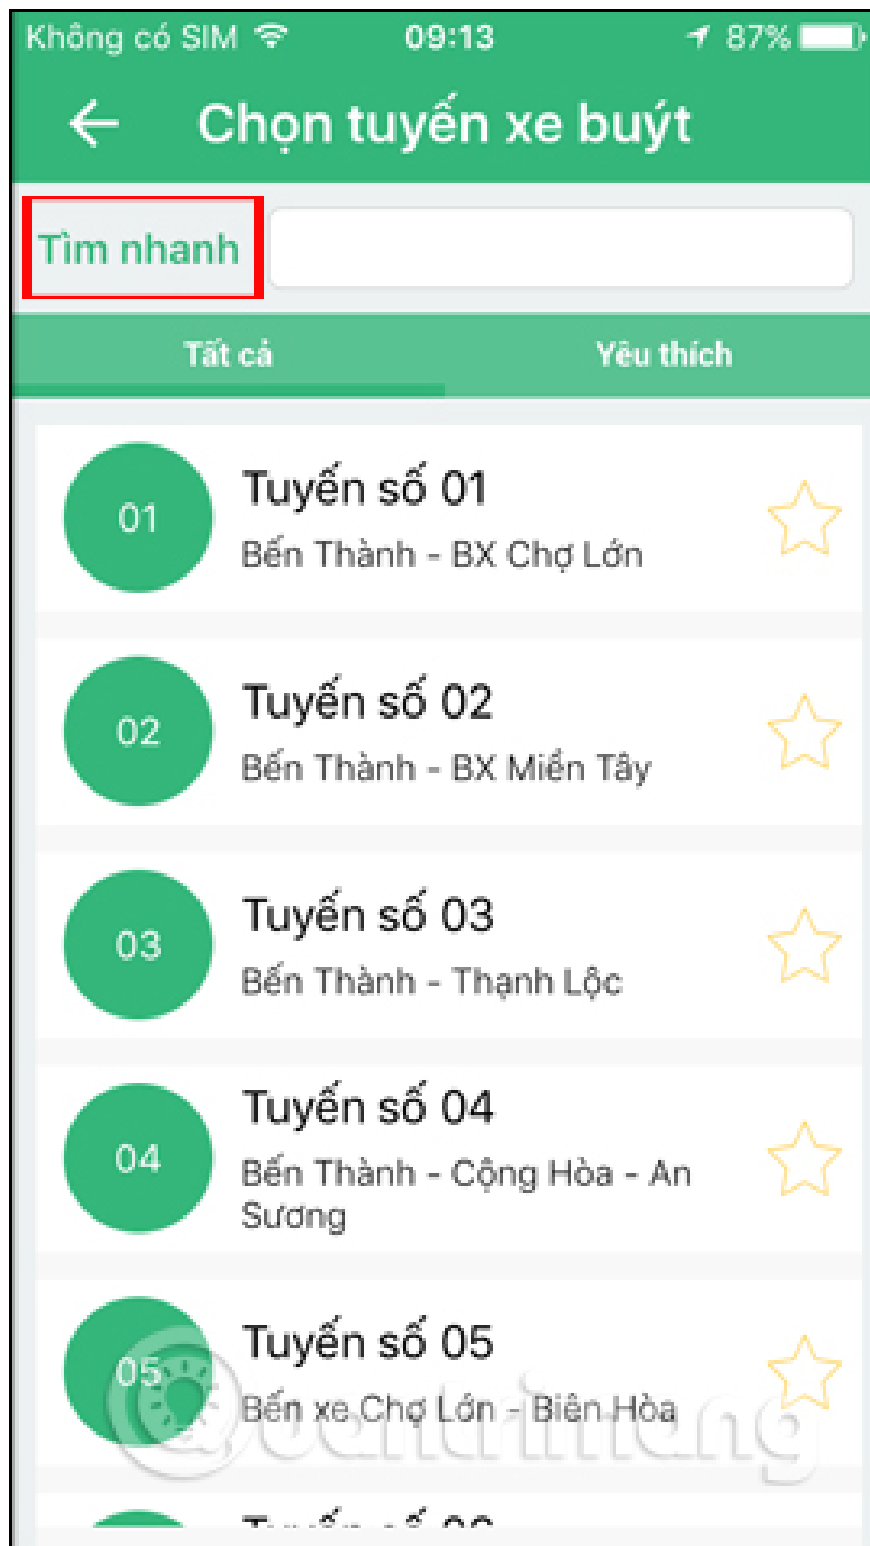 Không có SIM 09:13 87%
Chọn tuyến xe buýt
Tìm nhanh
Tất cả Yêu thích
01
Tuyến số 01
Bến Thành - BX Chợ Lớn
02
Tuyến số 02
Bến Thành - BX Miền Tây
03
Tuyến số 03
Bến Thành - Thạnh Lộc
04
Tuyến số 04
Bến Thành - Cộng Hòa - An
Sương
05
Tuyến số 05
Bến xe Chợ Lớn - Biên Hòa
Quantrimang